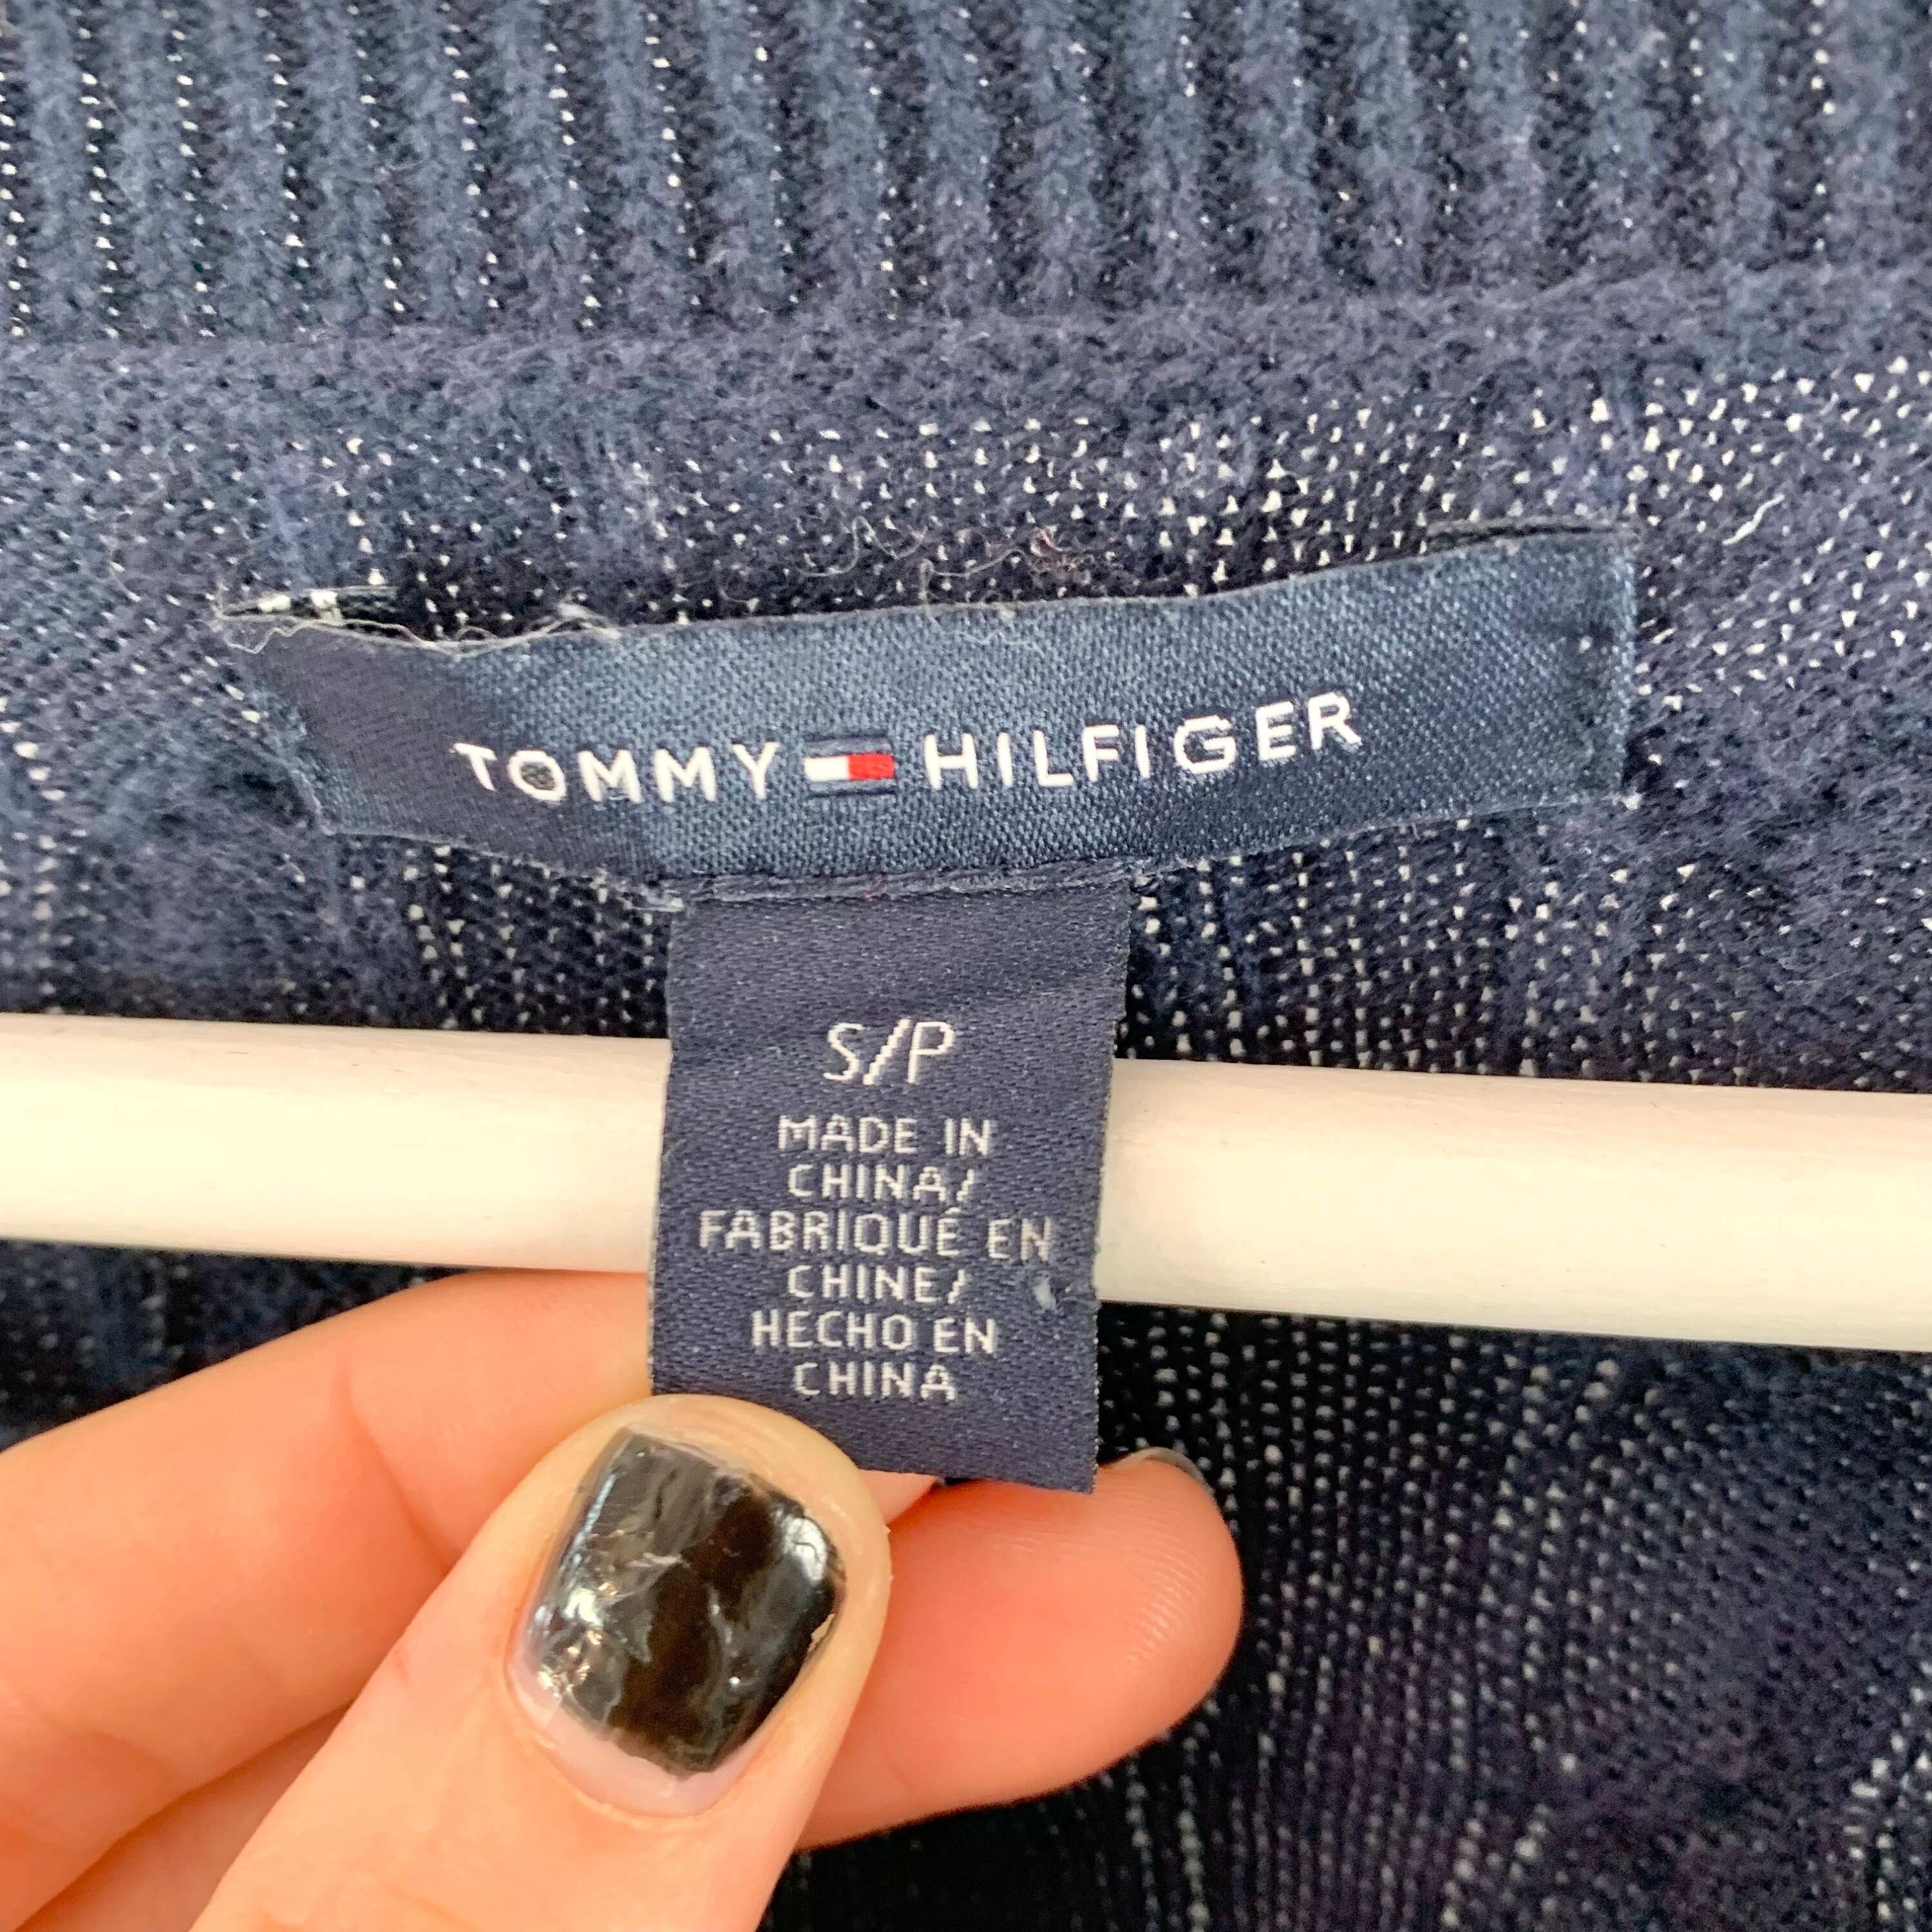 TOMMY HILFIGER
S/P
MADE IN
CHINA/
FABRIQUÉ EN
CHINE/
HECHO EN
CHINA